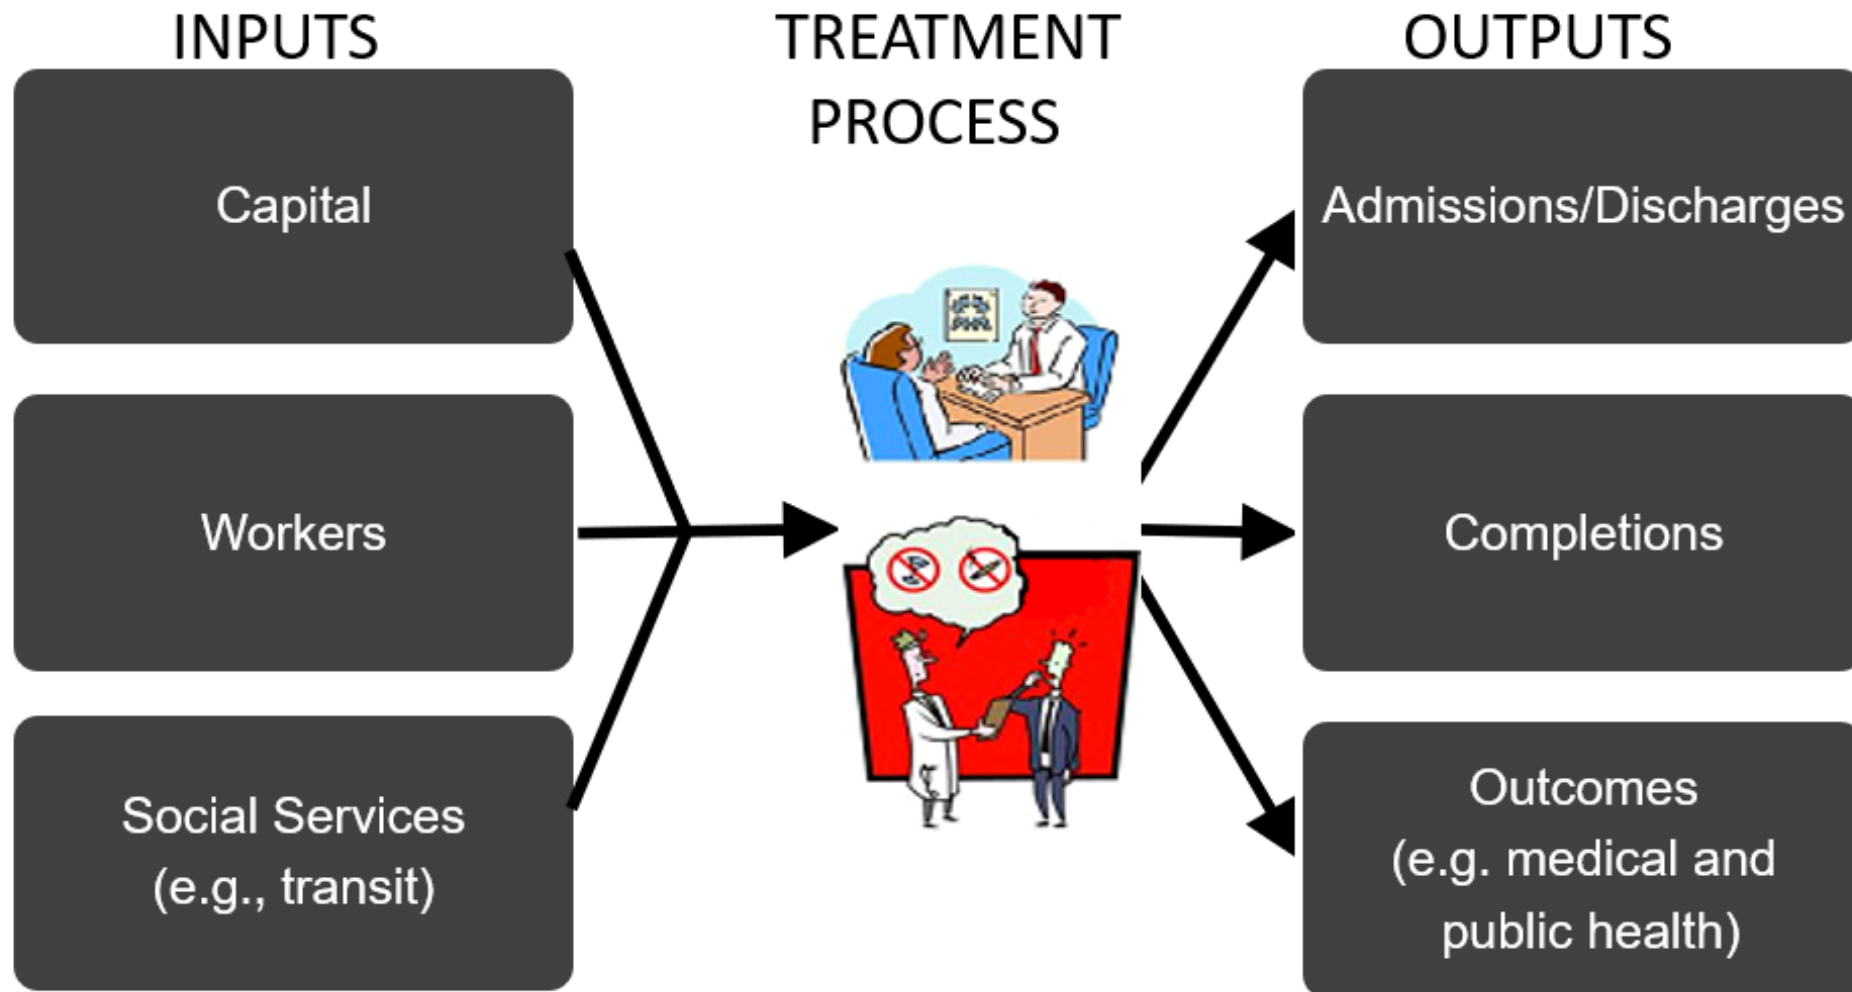 INPUTS
TREATMENT
PROCESS
OUTPUTS
Capital
Workers
Social Services
(e.g., transit)
Admissions/Discharges
Completions
Outcomes
(e.g. medical and
public health)